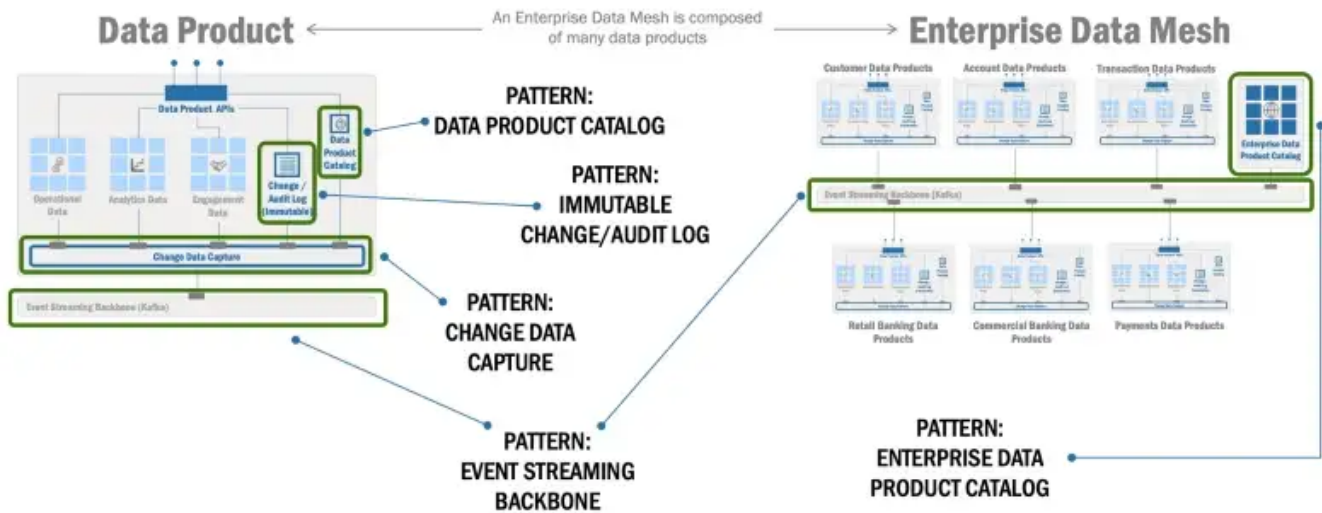 Data Product
An Enterprise Data Mesh is composed
of many data products
Enterprise Data Mesh
Data Product APIs
Operational
Data
Analytics Data
Engagement
Data
Change /
Audit Log
(Immutable)
Data
Product
Catalog
Change Data Capture
Event Streaming Backbone (Kafka)
PATTERN:
DATA PRODUCT CATALOG
PATTERN:
IMMUTABLE
CHANGE/AUDIT LOG
PATTERN:
CHANGE DATA
CAPTURE
PATTERN:
EVENT STREAMING
BACKBONE
Customer Data Products
Account Data Products
Transaction Data Products
Enterprise Data
Product Catalog
Event Streaming Backbone (Kafka)
Retail Banking Data
Products
Commercial Banking Data
Products
Payments Data Products
PATTERN:
ENTERPRISE DATA
PRODUCT CATALOG